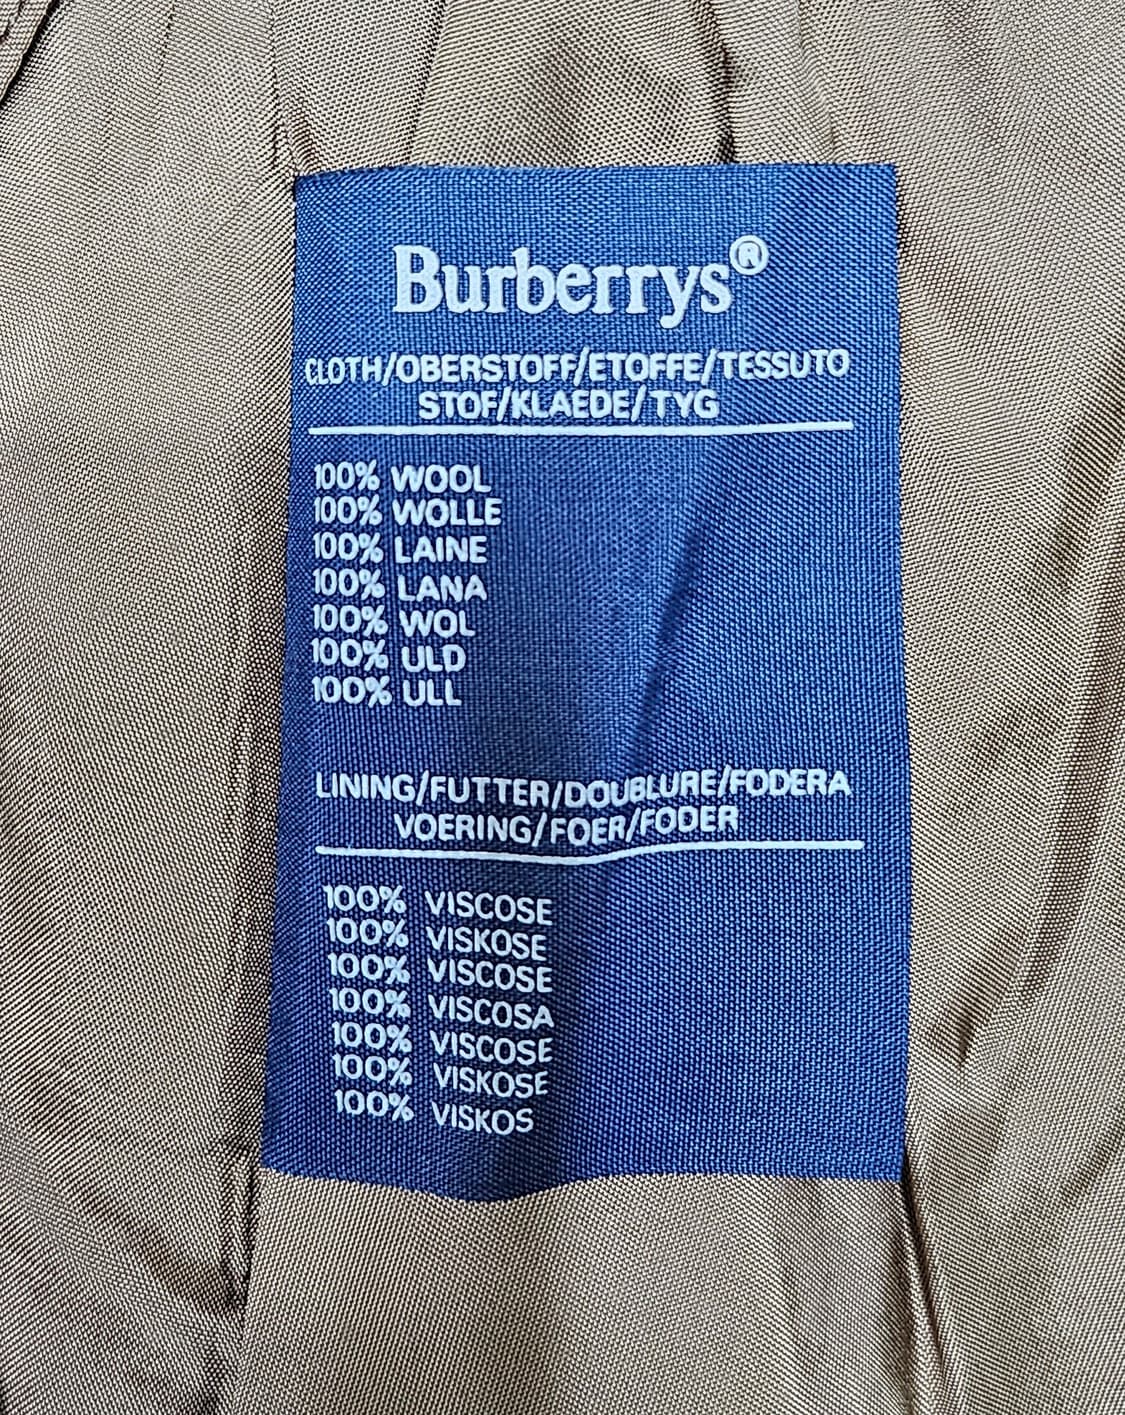 Burberrys®
CLOTH/OBERSTOFF/ETOFFE/TESSUTO
STOF/KLAEDE/TYG
100% WOOL
100% WOLLE
100% LAINE
100% LANA
100% WOL
100% ULD
100% ULL
LINING/FUTTER/DOUBLURE/FODERA
VOERING/FOER/FODER
100% VISCOSE
100% VISKOSE
100% VISCOSE
100% VISCOSA
100% VISCOSE
100% VISKOSE
100% VISKOS